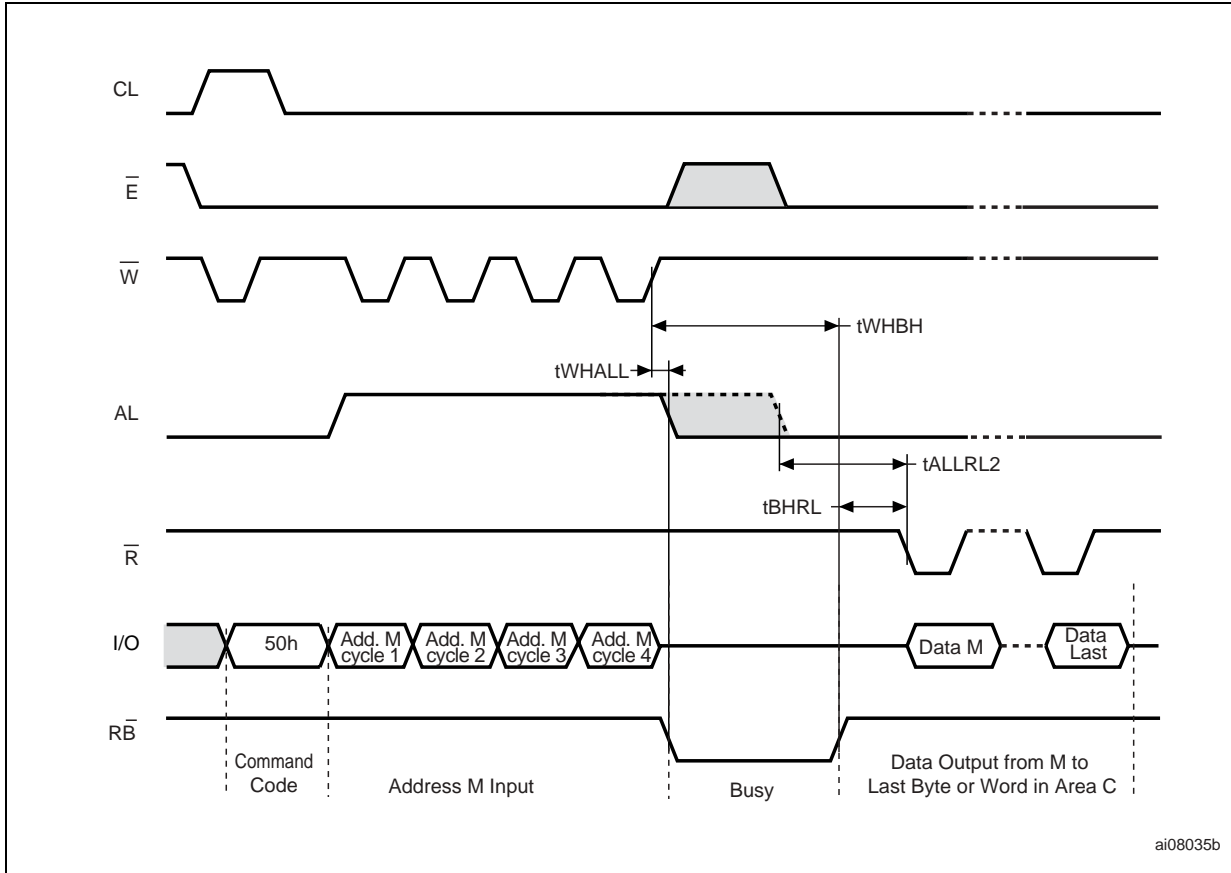 CL
E
W
tWHBH
tWHALL
AL
tALLRL2
tBHRL
R
I/O
50h
Add. M
cycle 1
Add. M
cycle 2
Add. M
cycle 3
Add. M
cycle 4
Data M
Data
Last
RB
Command
Code
Address M Input
Busy
Data Output from M to
Last Byte or Word in Area C
ai08035b